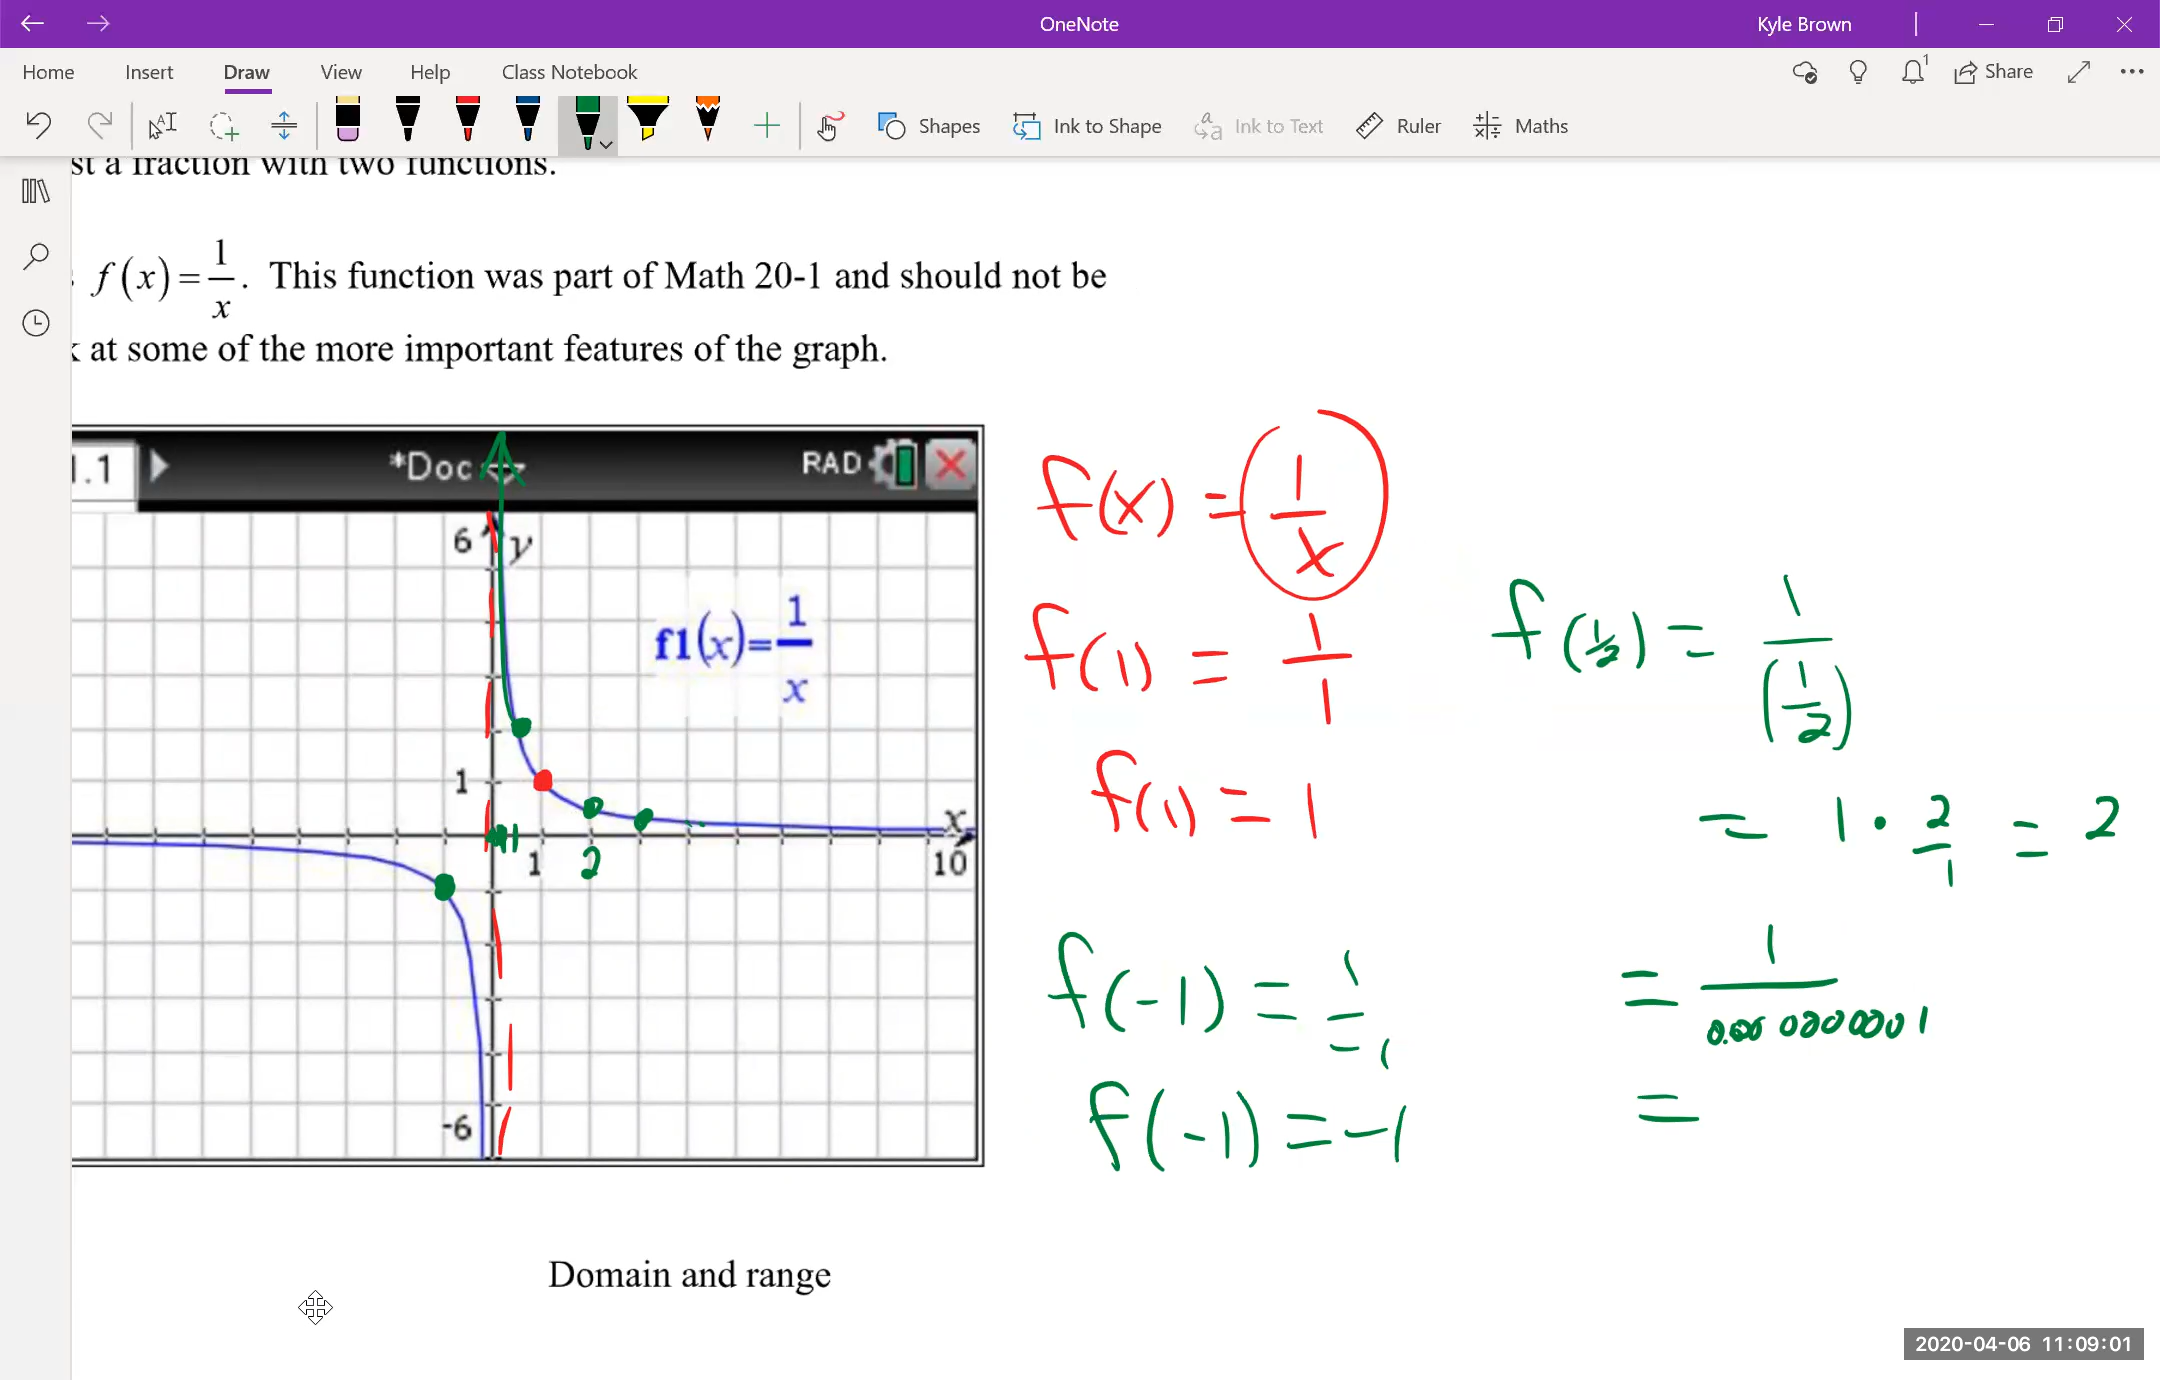 OneNote
Kyle Brown
Home Insert Draw View Help Class Notebook
1 Share
Shapes Ink to Shape Ink to Text Ruler Maths
st a fraction with two functions.
f(x)=1/x. This function was part of Math 20-1 and should not be
at some of the more important features of the graph.
.1 *Doc RAD
6 y
f1(x)=1/x
1
x
1 2 10
-6
f(x) = 1/x
f(1) = 1/1
f(1) = 1
f(-1) = 1/-1
f(-1) = -1
f(1/2) = 1/(1/2)
= 1 · 2/1 = 2
= 1/0.0000000001
=
Domain and range
2020-04-06 11:09:01